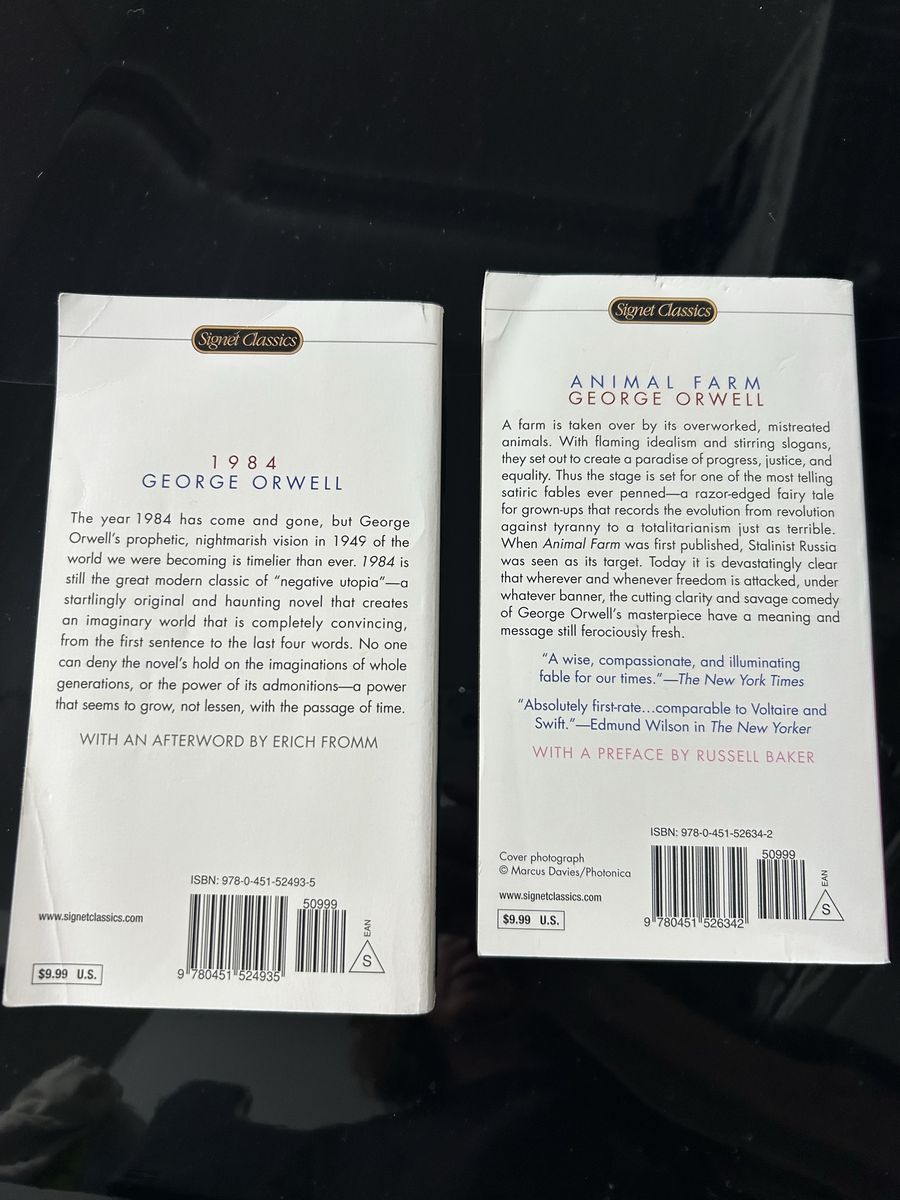 Signet Classics
1984
GEORGE ORWELL
The year 1984 has come and gone, but George
Orwell's prophetic, nightmarish vision in 1949 of the
world we were becoming is timelier than ever. 1984 is
still the great modern classic of "negative utopia"—a
startlingly original and haunting novel that creates
an imaginary world that is completely convincing,
from the first sentence to the last four words. No one
can deny the novel's hold on the imaginations of whole
generations, or the power of its admonitions—a power
that seems to grow, not lessen, with the passage of time.
WITH AN AFTERWORD BY ERICH FROMM
ISBN: 978-0-451-52493-5
50999
EAN
S
www.signetclassics.com
9 780451 524935
$9.99 U.S.
Signet Classics
ANIMAL FARM
GEORGE ORWELL
A farm is taken over by its overworked, mistreated
animals. With flaming idealism and stirring slogans,
they set out to create a paradise of progress, justice, and
equality. Thus the stage is set for one of the most telling
satiric fables ever penned—a razor-edged fairy tale
for grown-ups that records the evolution from revolution
against tyranny to a totalitarianism just as terrible.
When Animal Farm was first published, Stalinist Russia
was seen as its target. Today it is devastatingly clear
that wherever and whenever freedom is attacked, under
whatever banner, the cutting clarity and savage comedy
of George Orwell's masterpiece have a meaning and
message still ferociously fresh.
"A wise, compassionate, and illuminating
fable for our times."—The New York Times
"Absolutely first-rate...comparable to Voltaire and
Swift."—Edmund Wilson in The New Yorker
WITH A PREFACE BY RUSSELL BAKER
ISBN: 978-0-451-52634-2
50999
EAN
S
Cover photograph
© Marcus Davies/Photonica
www.signetclassics.com
$9.99 U.S.
9 780451 526342